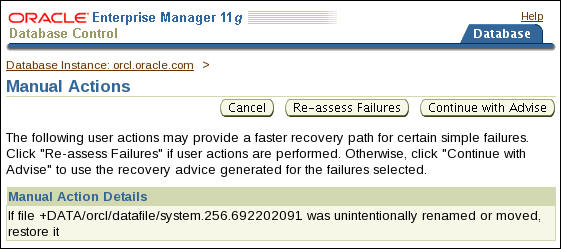 ORACLE Enterprise Manager 11g
Database Control
Help
Database
Database Instance: orcl.oracle.com >
Manual Actions
Cancel Re-assess Failures Continue with Advise
The following user actions may provide a faster recovery path for certain simple failures.
Click "Re-assess Failures" if user actions are performed. Otherwise, click "Continue with
Advise" to use the recovery advice generated for the failures selected.
Manual Action Details
If file +DATA/orcl/datafile/system.256.692202091 was unintentionally renamed or moved,
restore it